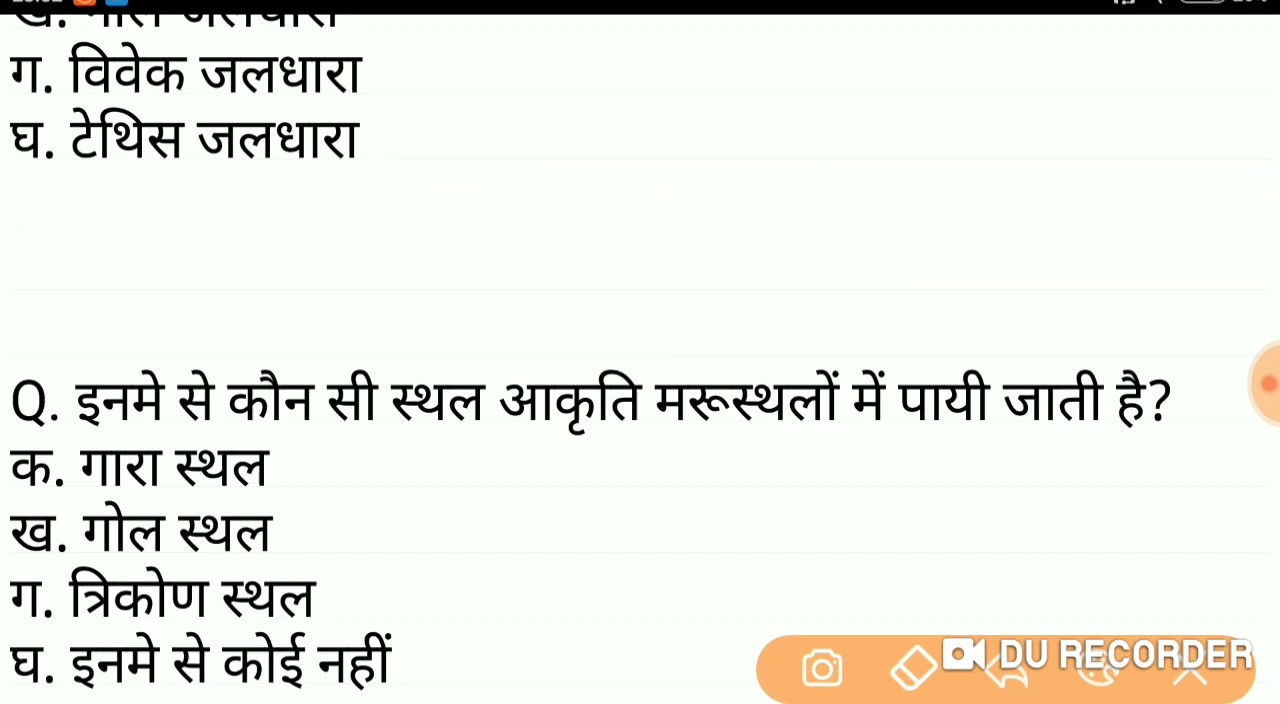 ग. विवेक जलधारा
घ. टेथिस जलधारा
Q. इनमे से कौन सी स्थल आकृति मरूस्थलों में पायी जाती है?
क. गारा स्थल
ख. गोल स्थल
ग. त्रिकोण स्थल
घ. इनमे से कोई नहीं
DU RECORDER